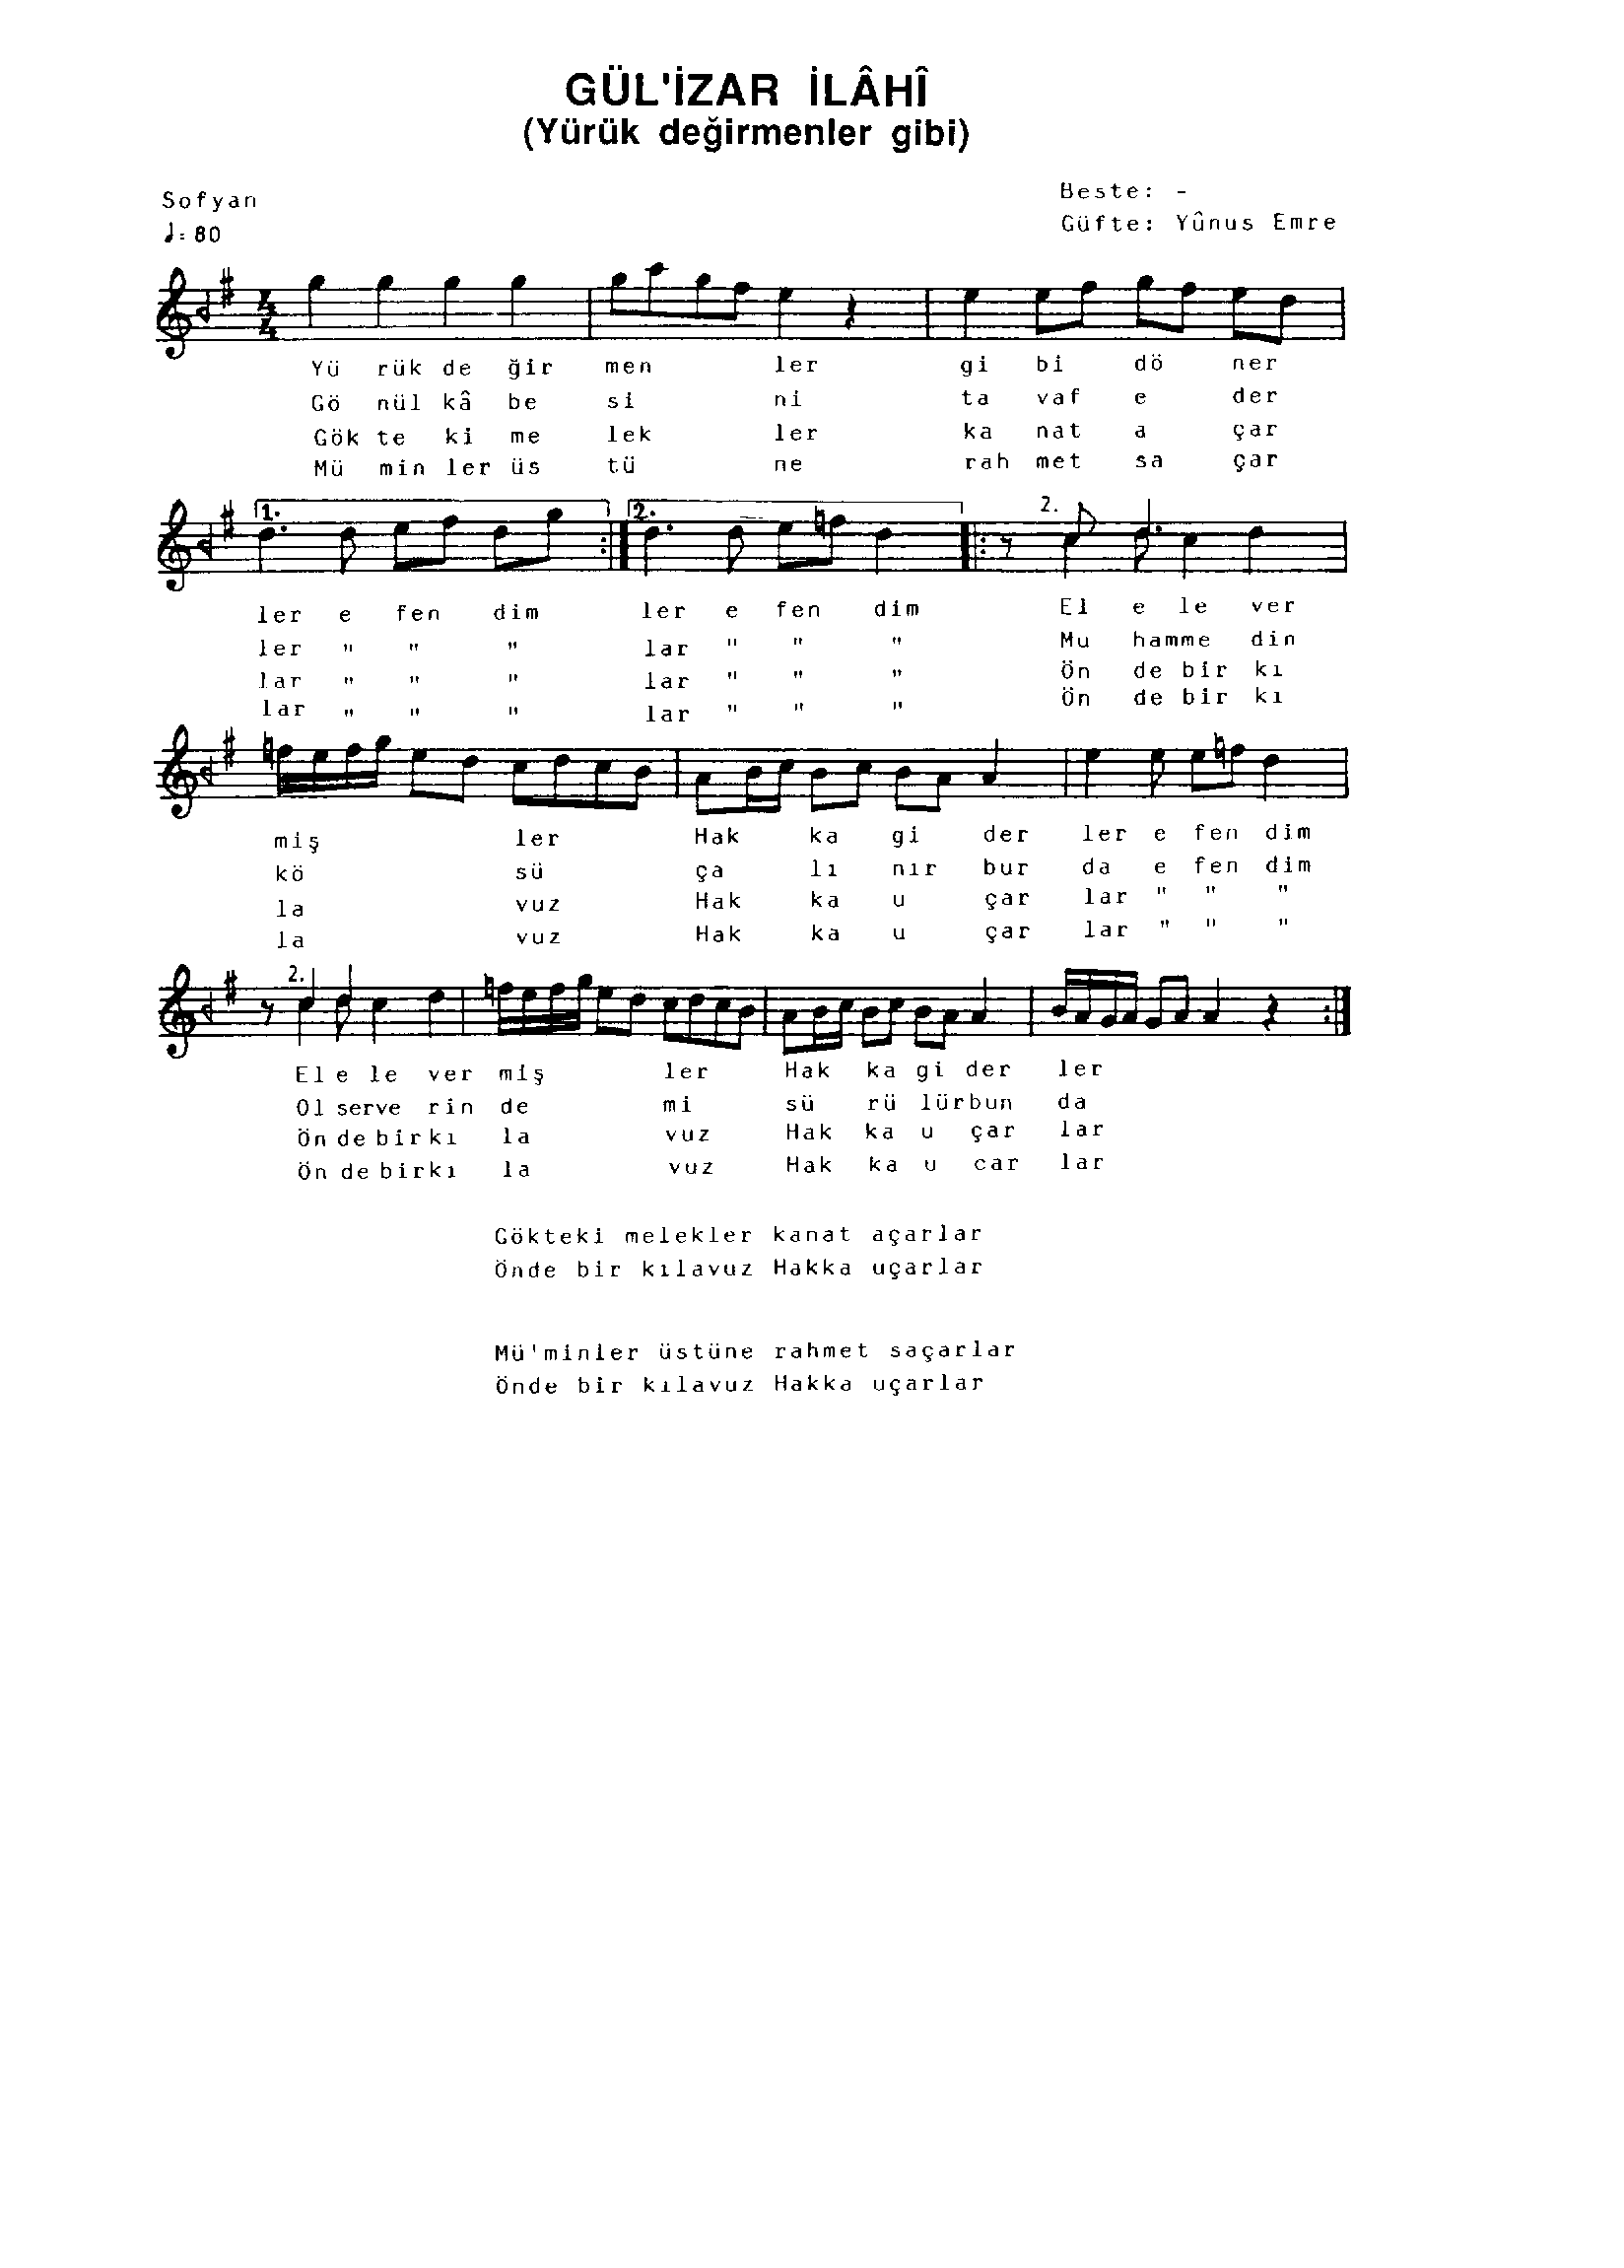 GÜL'İZAR İLÂHÎ
(Yürük değirmenler gibi)
Sofyan
Beste: -
♩=80
Güfte: Yûnus Emre
4
4
Yü rük de ğir men ler gi bi dö ner
Gö nül kâ be si ni ta vaf e der
Gök te ki me lek ler ka nat a çar
Mü min ler üs tü ne rah met sa çar
1. 2. 2.
ler e fen dim ler e fen dim El e le ver
ler " " " lar " " " Mu hamme din
lar " " " lar " " " Ön de bir kı
lar " " " lar " " " Ön de bir kı
miş ler Hak ka gi der ler e fen dim
kö sü ça lı nır bur da e fen dim
la vuz Hak ka u çar lar " " "
la vuz Hak ka u çar lar " " "
2.
El e le ver miş ler Hak ka gi der ler
Ol serve rin de mi sü rü lürbun da
Ön de bir kı la vuz Hak ka u çar lar
Ön de bir kı la vuz Hak ka u car lar
Gökteki melekler kanat açarlar
Önde bir kılavuz Hakka uçarlar
Mü'minler üstüne rahmet saçarlar
Önde bir kılavuz Hakka uçarlar